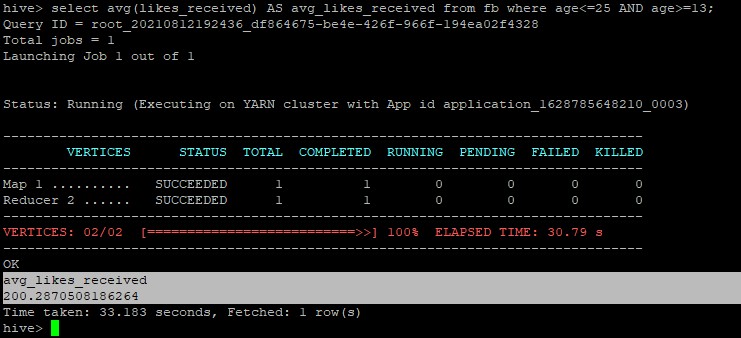 hive> select avg(likes_received) AS avg_likes_received from fb where age<=25 AND age>=13;
Query ID = root_20210812192436_df864675-be4e-426f-966f-194ea02f4328
Total jobs = 1
Launching Job 1 out of 1
Status: Running (Executing on YARN cluster with App id application_1628785648210_0003)
--------------------------------------------------------------------------------
VERTICES STATUS TOTAL COMPLETED RUNNING PENDING FAILED KILLED
--------------------------------------------------------------------------------
Map 1 .......... SUCCEEDED 1 1 0 0 0 0
Reducer 2 ...... SUCCEEDED 1 1 0 0 0 0
--------------------------------------------------------------------------------
VERTICES: 02/02 [==========================>>] 100% ELAPSED TIME: 30.79 s
--------------------------------------------------------------------------------
OK
avg_likes_received
200.2870508186264
Time taken: 33.183 seconds, Fetched: 1 row(s)
hive>